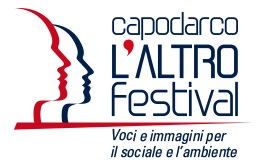 capodarco
L'ALTRO
Festival
Voci e immagini per
il sociale e l'ambiente